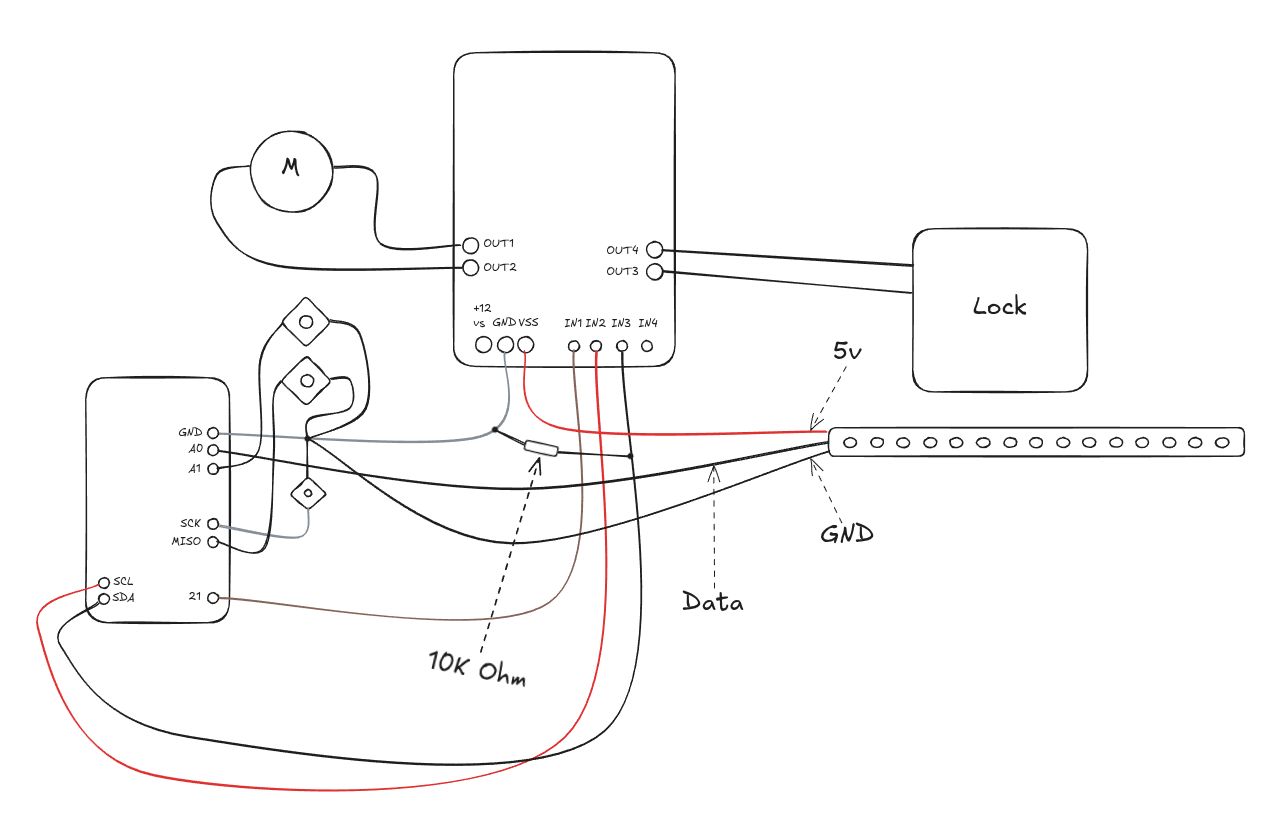 M
OUT1
OUT2
OUT4
OUT3
+12
vs GND VSS
IN1 IN2 IN3 IN4
Lock
5v
GND
A0
A1
SCK
MISO
SCL
SDA
21
GND
Data
10K Ohm